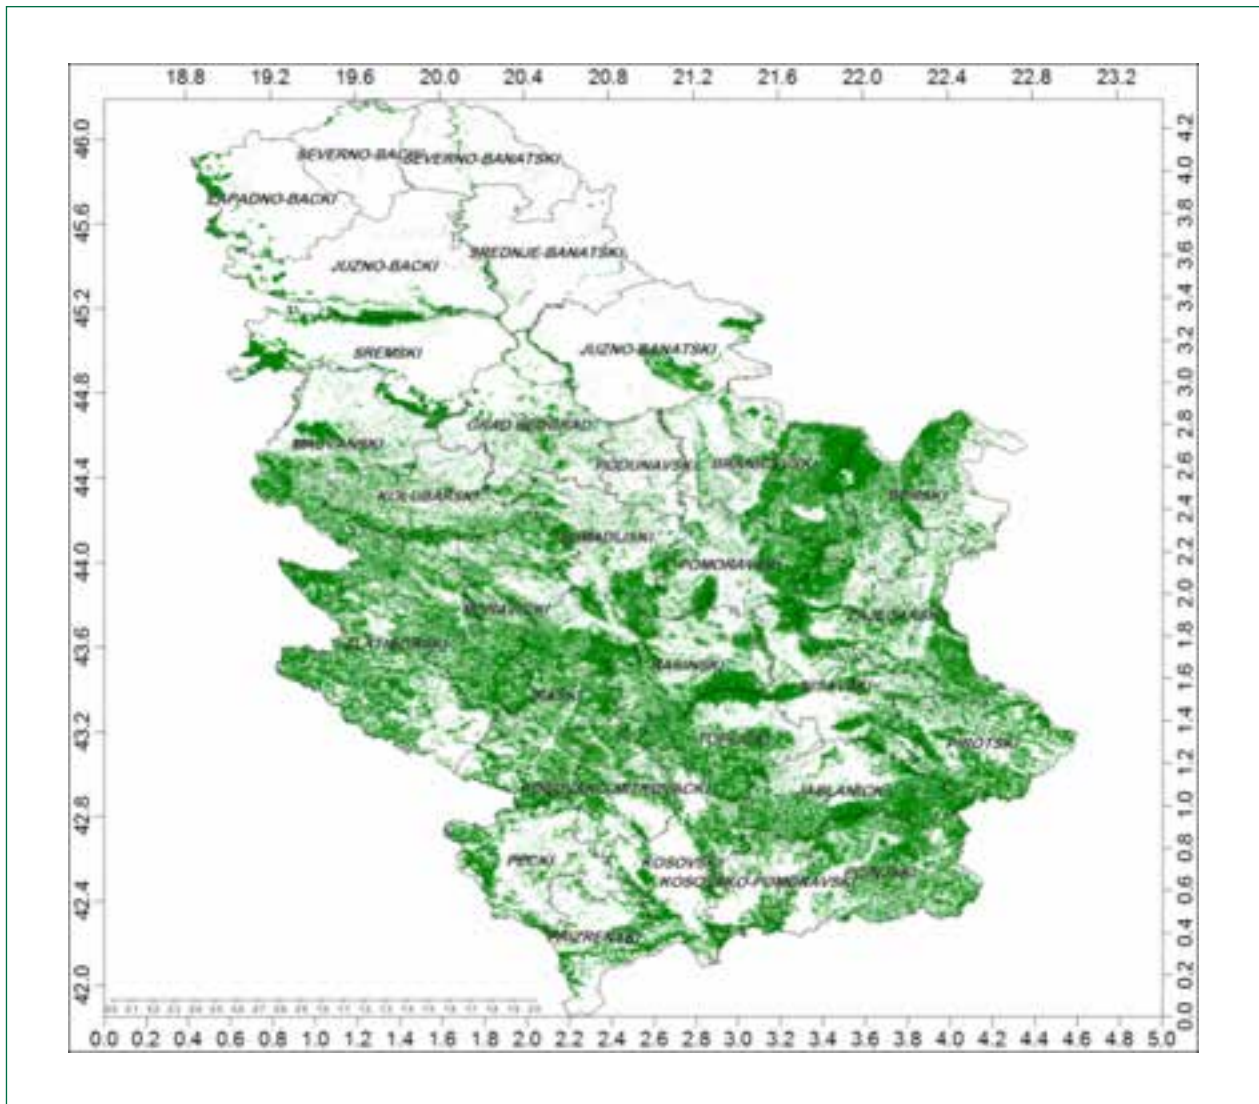 18.8 19.2 19.6 20.0 20.4 20.8 21.2 21.6 22.0 22.4 22.8 23.2
46.0 45.6 45.2 44.8 44.4 44.0 43.6 43.2 42.8 42.4 42.0
4.2 4.0 3.8 3.6 3.4 3.2 3.0 2.8 2.6 2.4 2.2 2.0 1.8 1.6 1.4 1.2 1.0 0.8 0.6 0.4 0.2 0.0
SEVERNO-BACKI
SEVERNO-BANATSKI
ZAPADNO-BACKI
SREDNJE-BANATSKI
JUZNO-BACKI
JUZNO-BANATSKI
SREMSKI
GRAD BEOGRAD
MACVANSKI
PODUNAVSKI
BRANICEVSKI
KOLUBARSKI
BORSKI
SUMADIJSKI
POMORAVSKI
MORAVICKI
ZAJECARSKI
ZLATIBORSKI
RASINSKI
NISAVSKI
RASKI
TOPLICKI
PIROTSKI
JABLANICKI
PECKI
KOSOVSKI
KOSOVSKO-POMORAVSKI
PCINJSKI
PRIZRENSKI
0.0 0.2 0.4 0.6 0.8 1.0 1.2 1.4 1.6 1.8 2.0 2.2 2.4 2.6 2.8 3.0 3.2 3.4 3.6 3.8 4.0 4.2 4.4 4.6 4.8 5.0